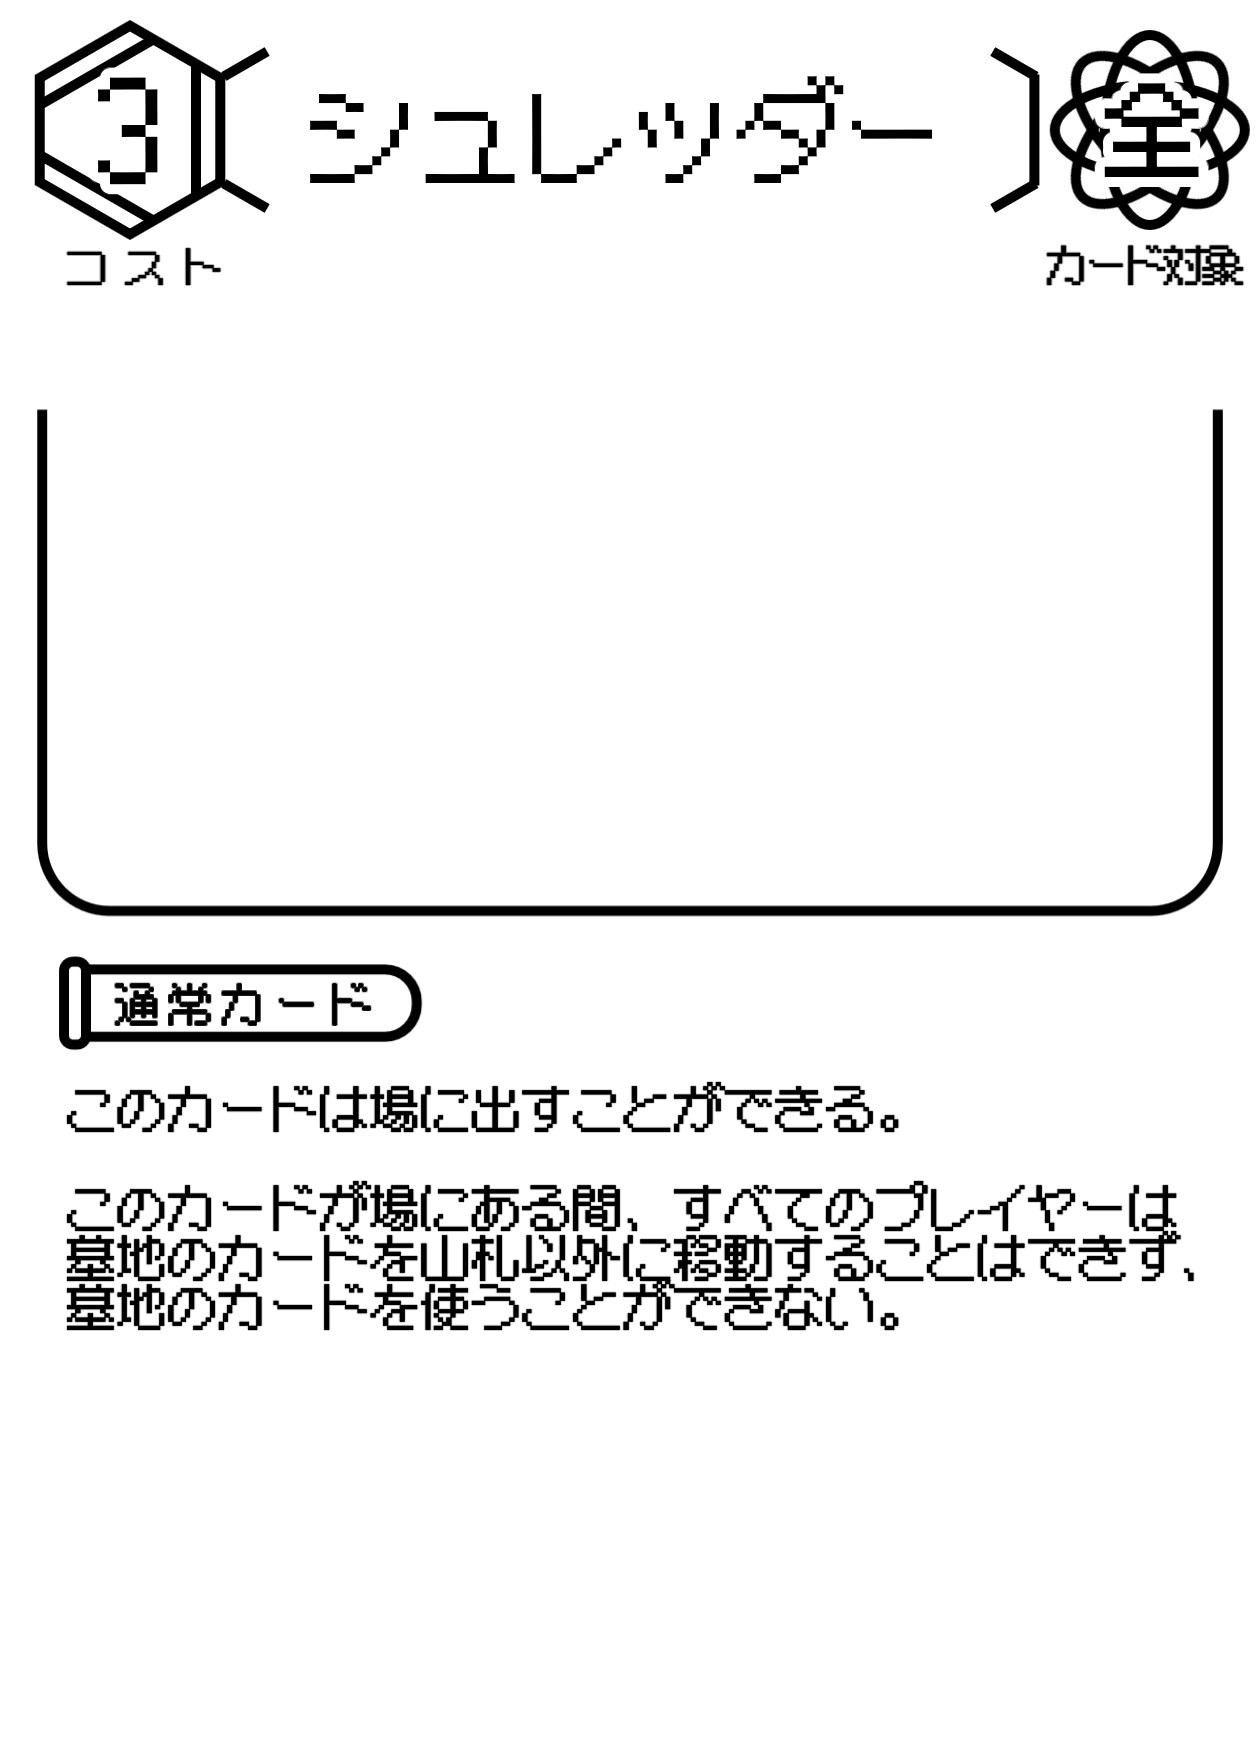 3
シュレッダー
全
コスト
カード対象
通常カード
このカードは場に出すことができる。
このカードが場にある間、すべてのプレイヤーは
墓地のカードを山札以外に移動することはできず、
墓地のカードを使うことができない。